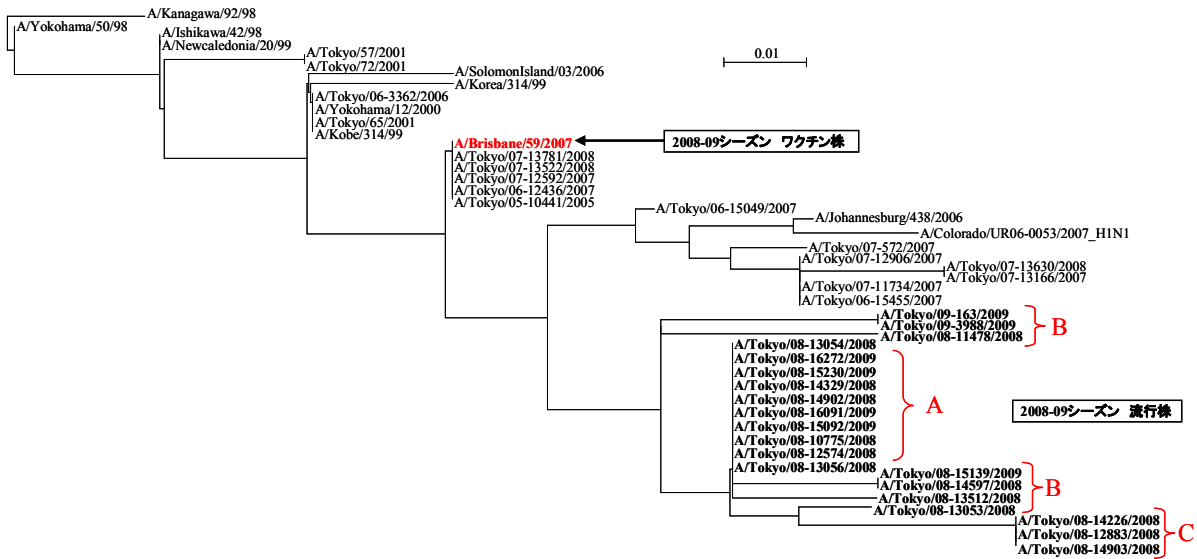 A/Kanagawa/92/98
A/Yokohama/50/98
A/Ishikawa/42/98
A/Newcaledonia/20/99
A/Tokyo/57/2001
A/Tokyo/72/2001
0.01
A/SolomonIsland/03/2006
A/Korea/314/99
A/Tokyo/06-3362/2006
A/Yokohama/12/2000
A/Tokyo/65/2001
A/Kobe/314/99
A/Brisbane/59/2007
2008-09シーズン ワクチン株
A/Tokyo/07-13781/2008
A/Tokyo/07-13522/2008
A/Tokyo/07-12592/2007
A/Tokyo/06-12436/2007
A/Tokyo/05-10441/2005
A/Tokyo/06-15049/2007
A/Johannesburg/438/2006
A/Colorado/UR06-0053/2007_H1N1
A/Tokyo/07-572/2007
A/Tokyo/07-12906/2007
A/Tokyo/07-13630/2008
A/Tokyo/07-13166/2007
A/Tokyo/07-11734/2007
A/Tokyo/06-15455/2007
A/Tokyo/09-163/2009
A/Tokyo/09-3988/2009
A/Tokyo/08-11478/2008
B
A/Tokyo/08-13054/2008
A/Tokyo/08-16272/2009
A/Tokyo/08-15230/2009
A/Tokyo/08-14329/2008
A/Tokyo/08-14902/2008
A/Tokyo/08-16091/2009
A/Tokyo/08-15092/2009
A/Tokyo/08-10775/2008
A/Tokyo/08-12574/2008
A/Tokyo/08-13056/2008
A
2008-09シーズン 流行株
A/Tokyo/08-15139/2009
A/Tokyo/08-14597/2008
A/Tokyo/08-13512/2008
A/Tokyo/08-13053/2008
B
A/Tokyo/08-14226/2008
A/Tokyo/08-12883/2008
A/Tokyo/08-14903/2008
C